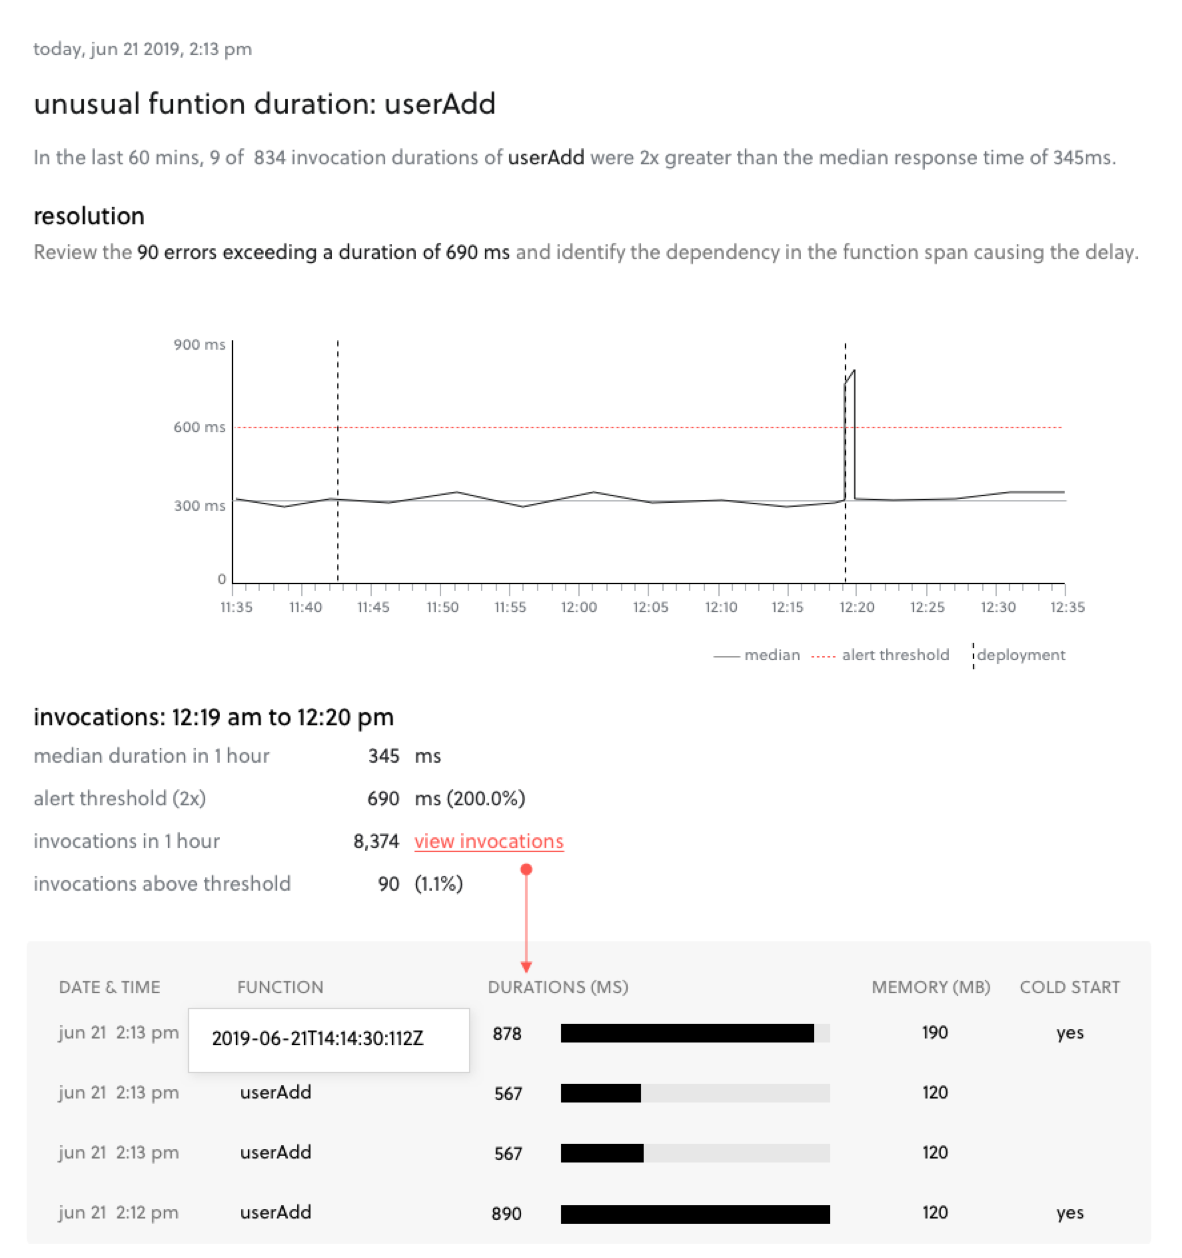 today, jun 21 2019, 2:13 pm
unusual funtion duration: userAdd
In the last 60 mins, 9 of 834 invocation durations of userAdd were 2x greater than the median response time of 345ms.
resolution
Review the 90 errors exceeding a duration of 690 ms and identify the dependency in the function span causing the delay.
900 ms
600 ms
300 ms
0
11:35 11:40 11:45 11:50 11:55 12:00 12:05 12:10 12:15 12:20 12:25 12:30 12:35
median alert threshold deployment
invocations: 12:19 am to 12:20 pm
median duration in 1 hour 345 ms
alert threshold (2x) 690 ms (200.0%)
invocations in 1 hour 8,374 view invocations
invocations above threshold 90 (1.1%)
DATE & TIME FUNCTION DURATIONS (MS) MEMORY (MB) COLD START
jun 21 2:13 pm 2019-06-21T14:14:30:112Z 878 190 yes
jun 21 2:13 pm userAdd 567 120
jun 21 2:13 pm userAdd 567 120
jun 21 2:12 pm userAdd 890 120 yes